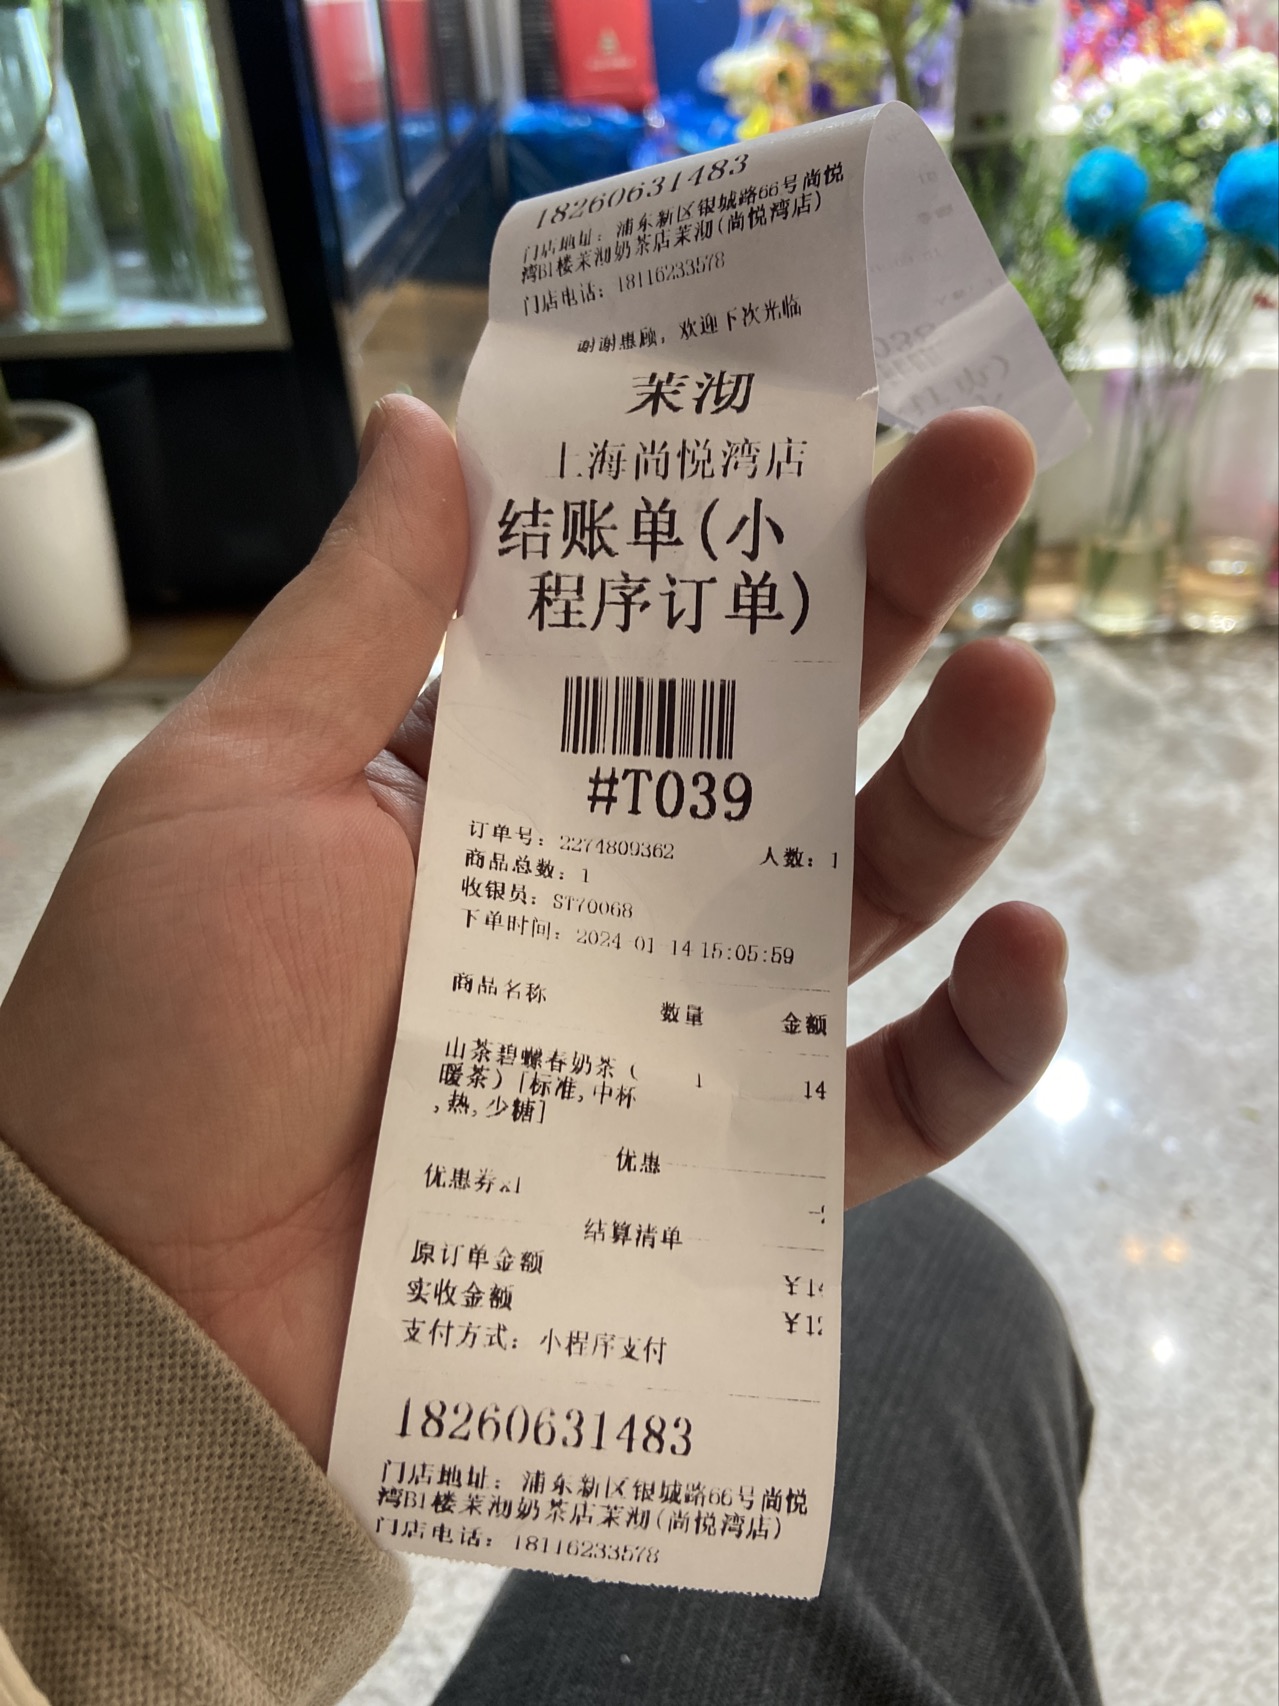 18260631483
门店地址：浦东新区银城路66号尚悦
湾B1楼茉沏奶茶店茉沏(尚悦湾店)
门店电话：18116233578
谢谢惠顾，欢迎下次光临
茉沏
上海尚悦湾店
结账单(小
程序订单)
#T039
订单号：2274809362 人数：1
商品总数：1
收银员：ST70068
下单时间：2024-01-14 15:05:59
商品名称 数量 金额
山茶碧螺春奶茶（ 1 14
暖茶）[标准,中杯
,热,少糖]
优惠
优惠券x1
结算清单
原订单金额 ¥14
实收金额 ¥12
支付方式：小程序支付
18260631483
门店地址：浦东新区银城路66号尚悦
湾B1楼茉沏奶茶店茉沏(尚悦湾店)
门店电话：18116233578